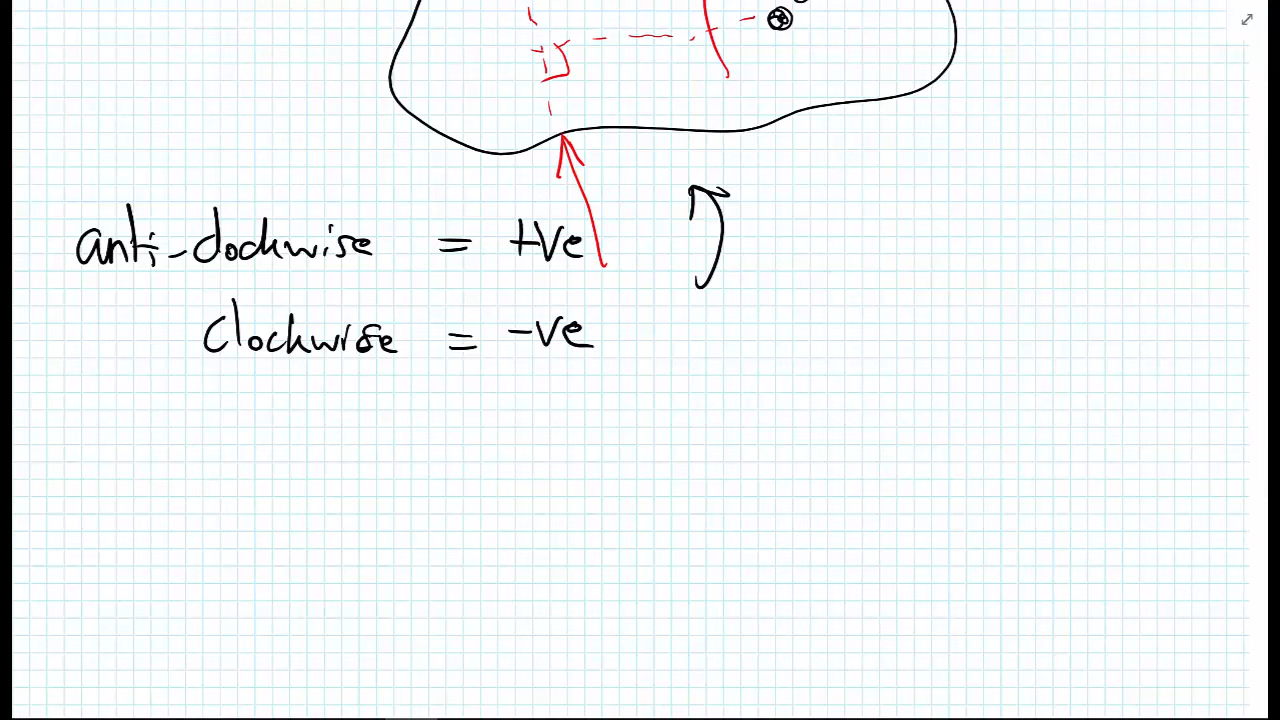 anti-clockwise = +ve
Clockwise = -ve